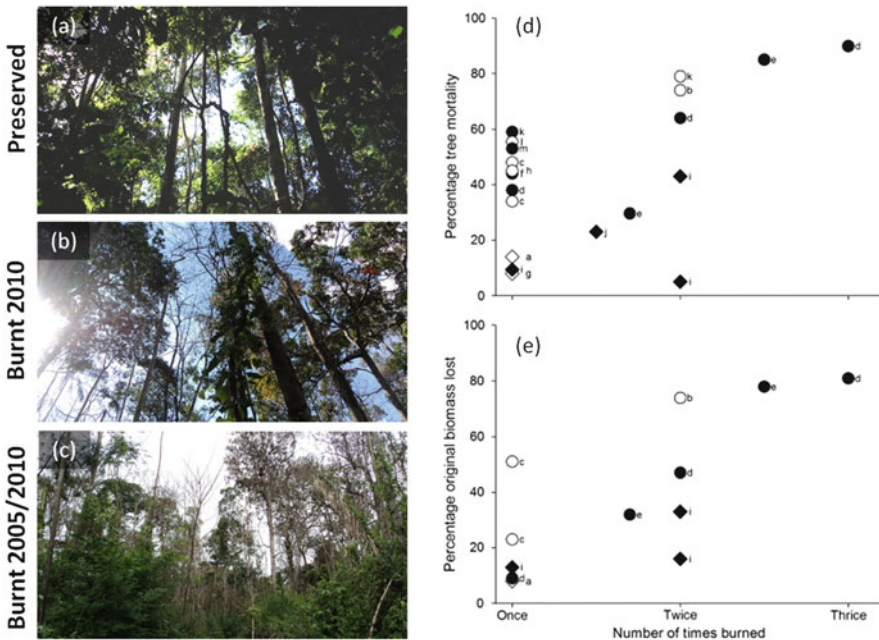 Preserved
(a)
Burnt 2010
(b)
Burnt 2005/2010
(c)
(d)
Percentage tree mortality
100
80
60
40
20
0
k
l
m
c
h
f
d
c
a
i
g
j
e
k
b
d
i
i
e
d
(e)
Percentage original biomass lost
100
80
60
40
20
0
c
c
i
d
a
e
b
d
i
i
e
d
Once
Twice
Thrice
Number of times burned